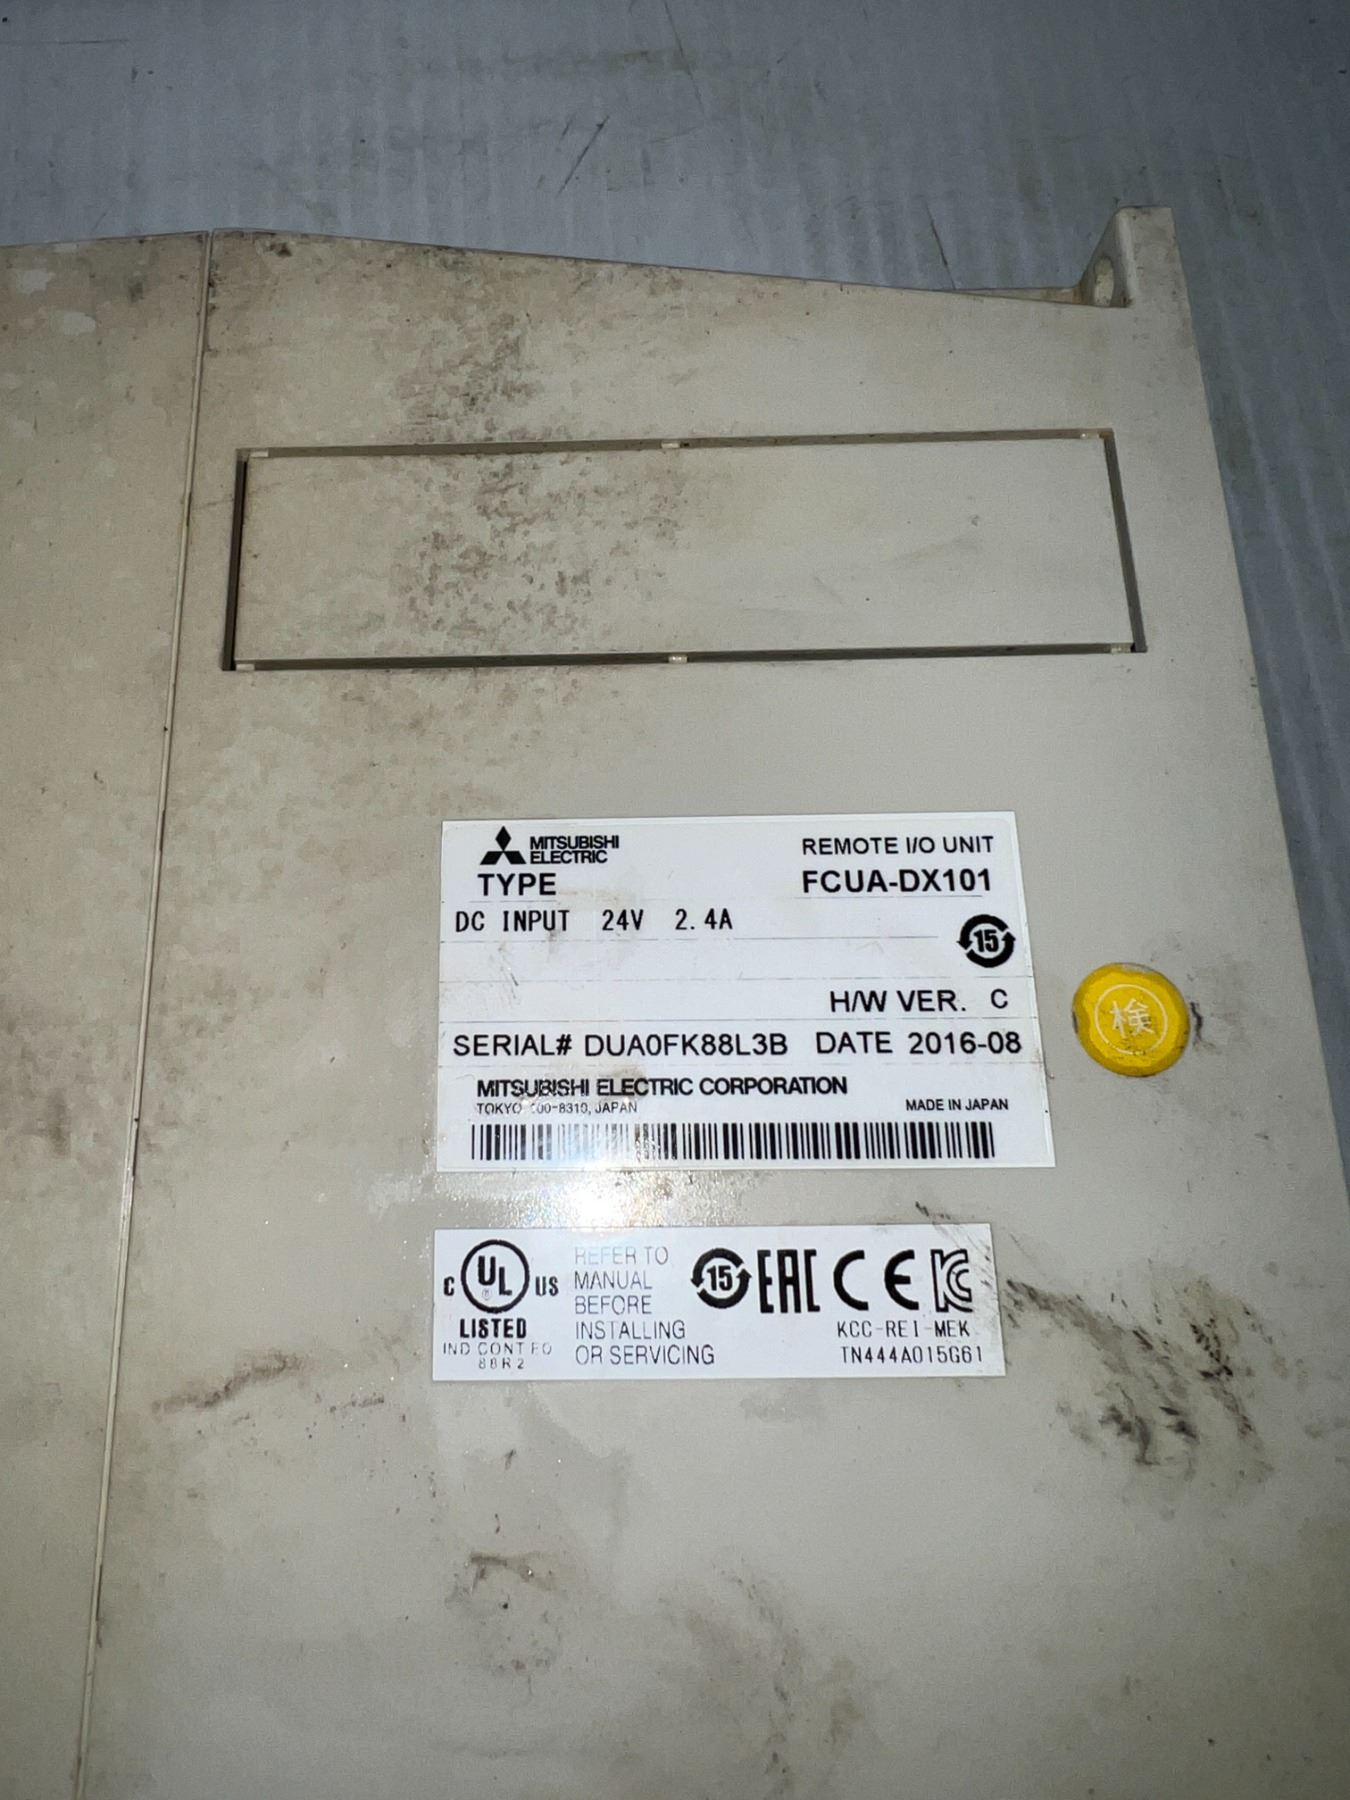 MITSUBISHI
ELECTRIC
REMOTE I/O UNIT
TYPE FCUA-DX101
DC INPUT 24V 2.4A
15
H/W VER. C
SERIAL# DUA0FK88L3B DATE 2016-08
検
MITSUBISHI ELECTRIC CORPORATION
TOKYO 100-8310, JAPAN MADE IN JAPAN
C UL US
LISTED
IND CONT EQ
88R2
REFER TO
MANUAL
BEFORE
INSTALLING
OR SERVICING
15 EAC CE KC
KCC-REI-MEK
TN444A015G61